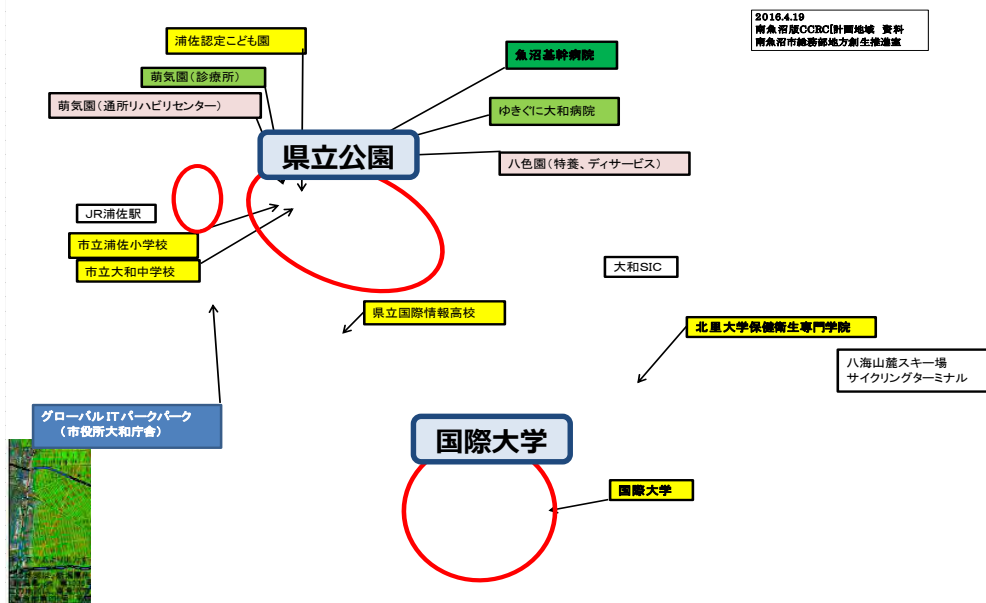 2016.4.19
南魚沼版CCRC計画地域　資料
南魚沼市総務部地方創生推進室
浦佐認定こども園
魚沼基幹病院
萌気園(診療所)
萌気園(通所リハビリセンター)
ゆきぐに大和病院
県立公園
八色園(特養、ディサービス)
JR浦佐駅
市立浦佐小学校
市立大和中学校
大和SIC
県立国際情報高校
北里大学保健衛生専門学院
八海山麓スキー場
サイクリングターミナル
グローバルITパークパーク
(市役所大和庁舎)
国際大学
国際大学